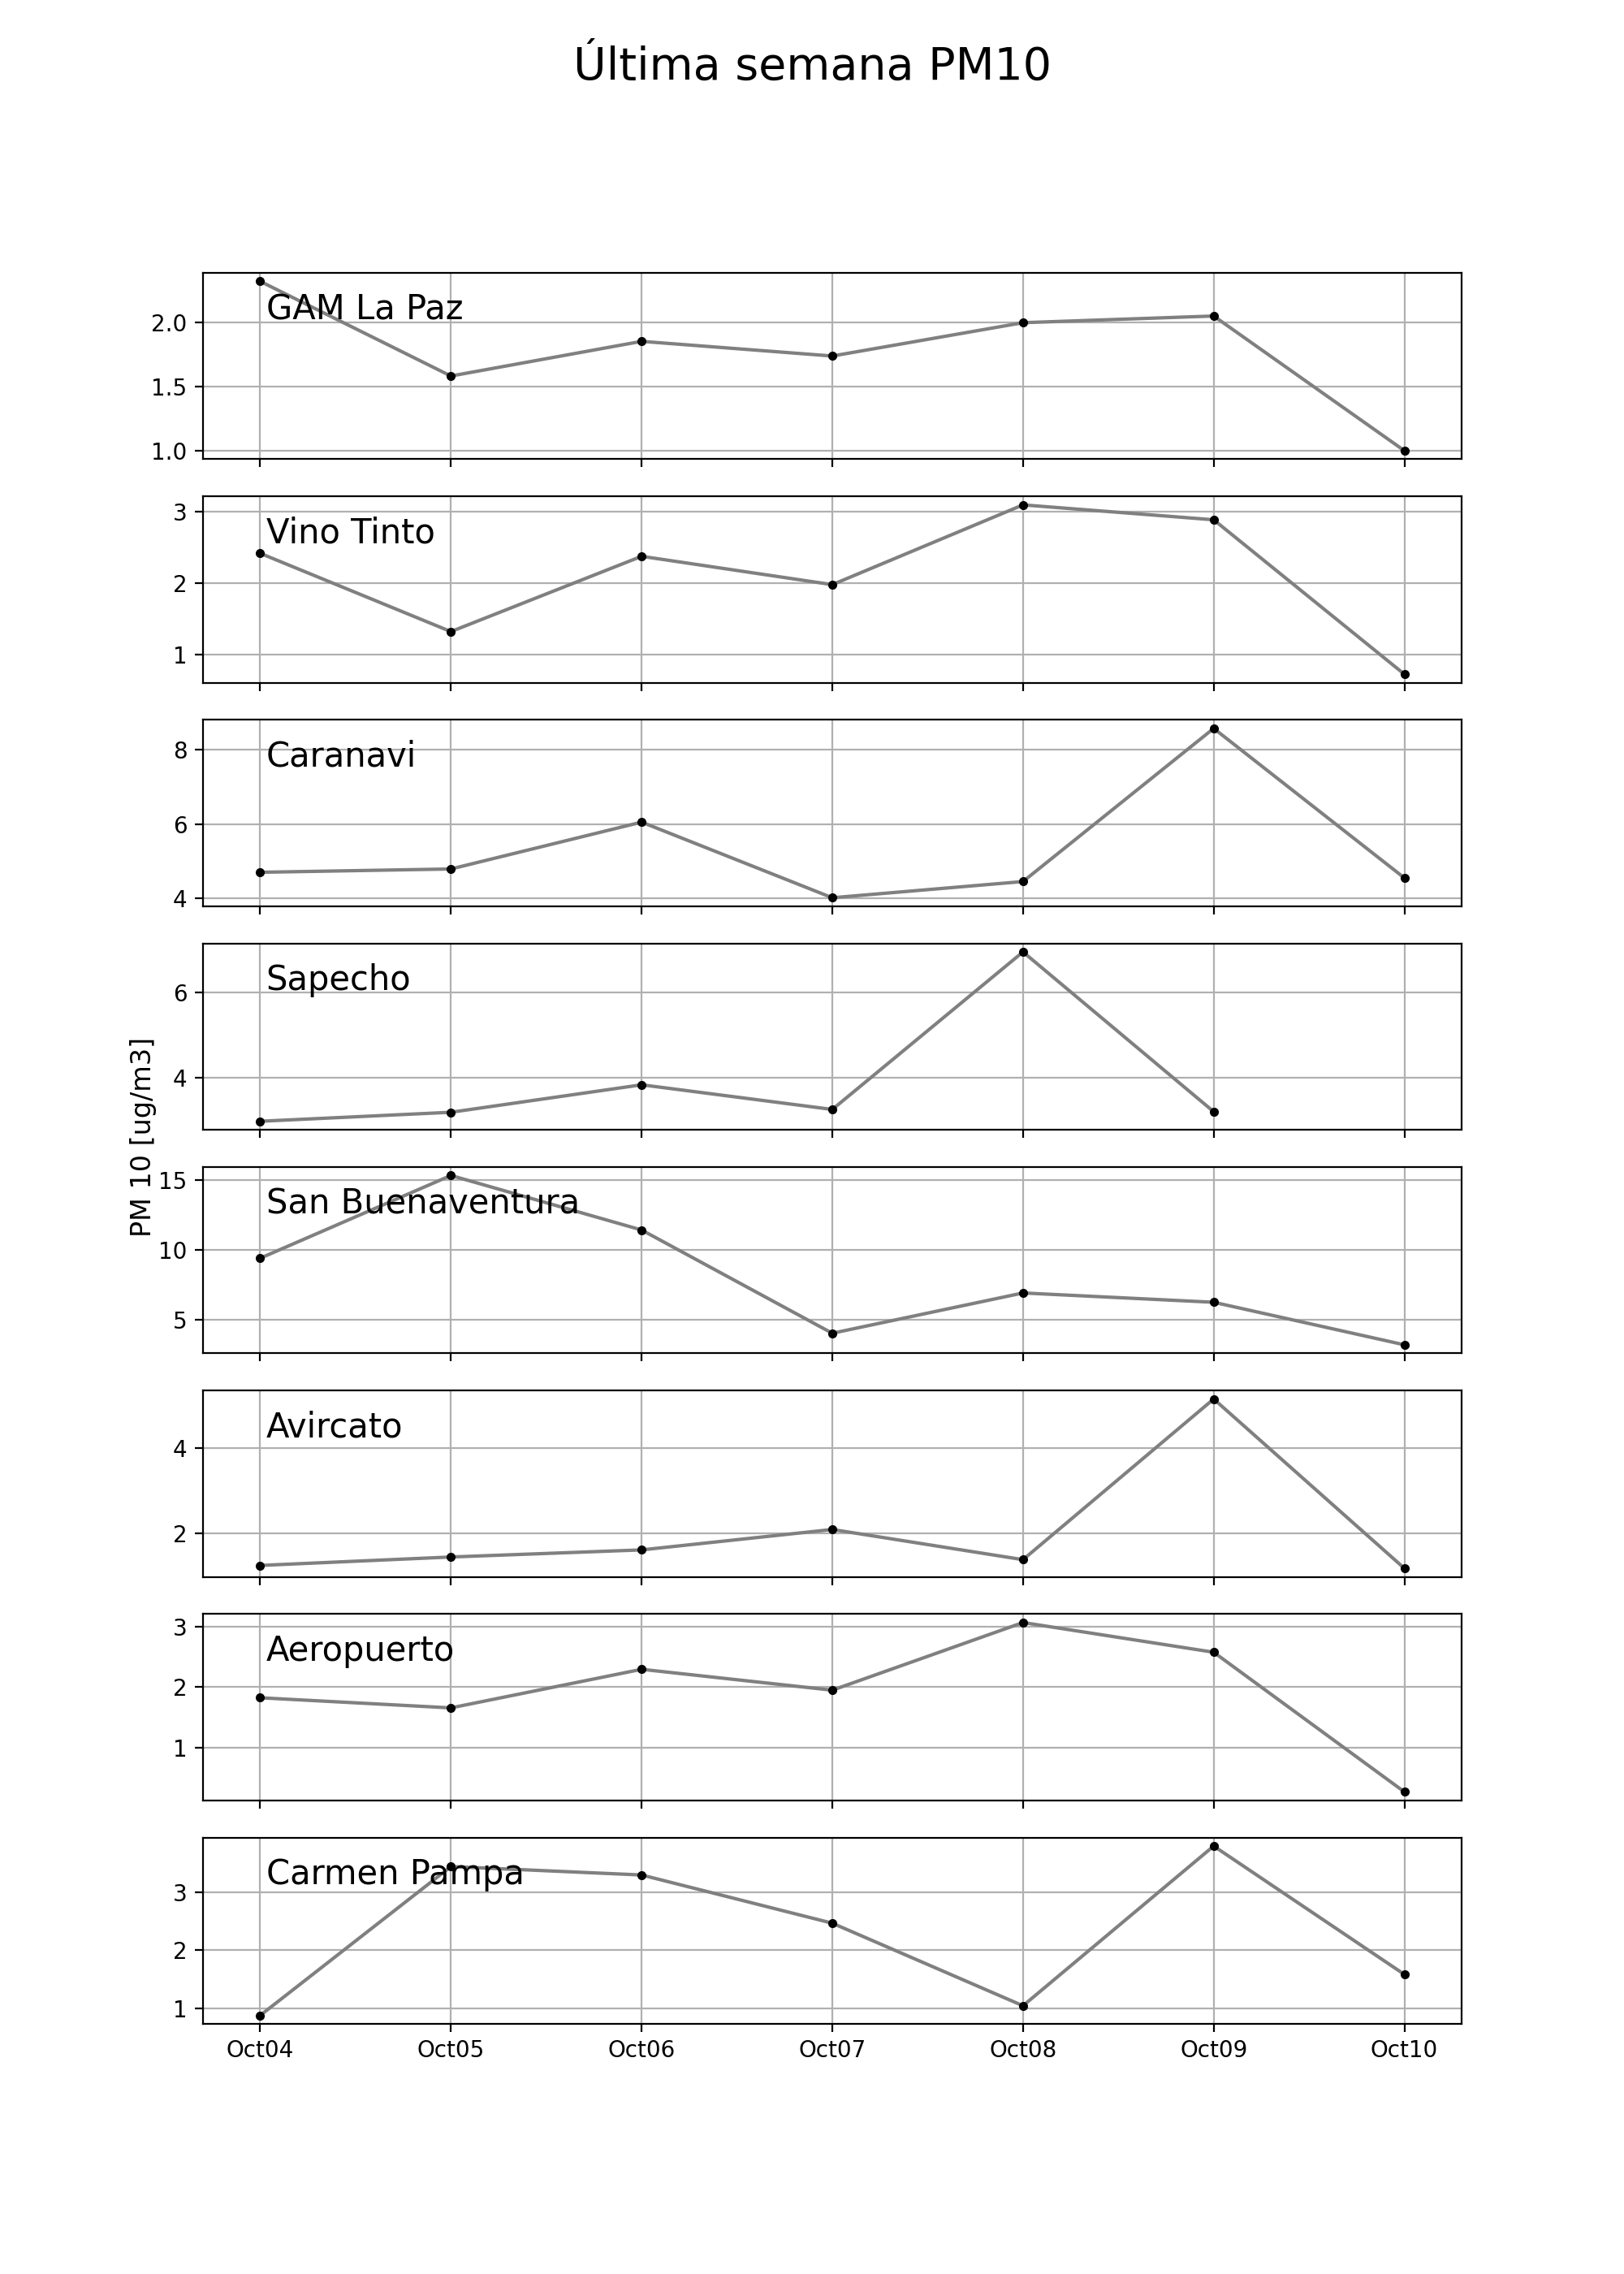 Última semana PM10
GAM La Paz
2.0
1.5
1.0
Vino Tinto
3
2
1
Caranavi
8
6
4
Sapecho
6
4
PM 10 [ug/m3]
San Buenaventura
15
10
5
Avircato
4
2
Aeropuerto
3
2
1
Carmen Pampa
3
2
1
Oct04 Oct05 Oct06 Oct07 Oct08 Oct09 Oct10